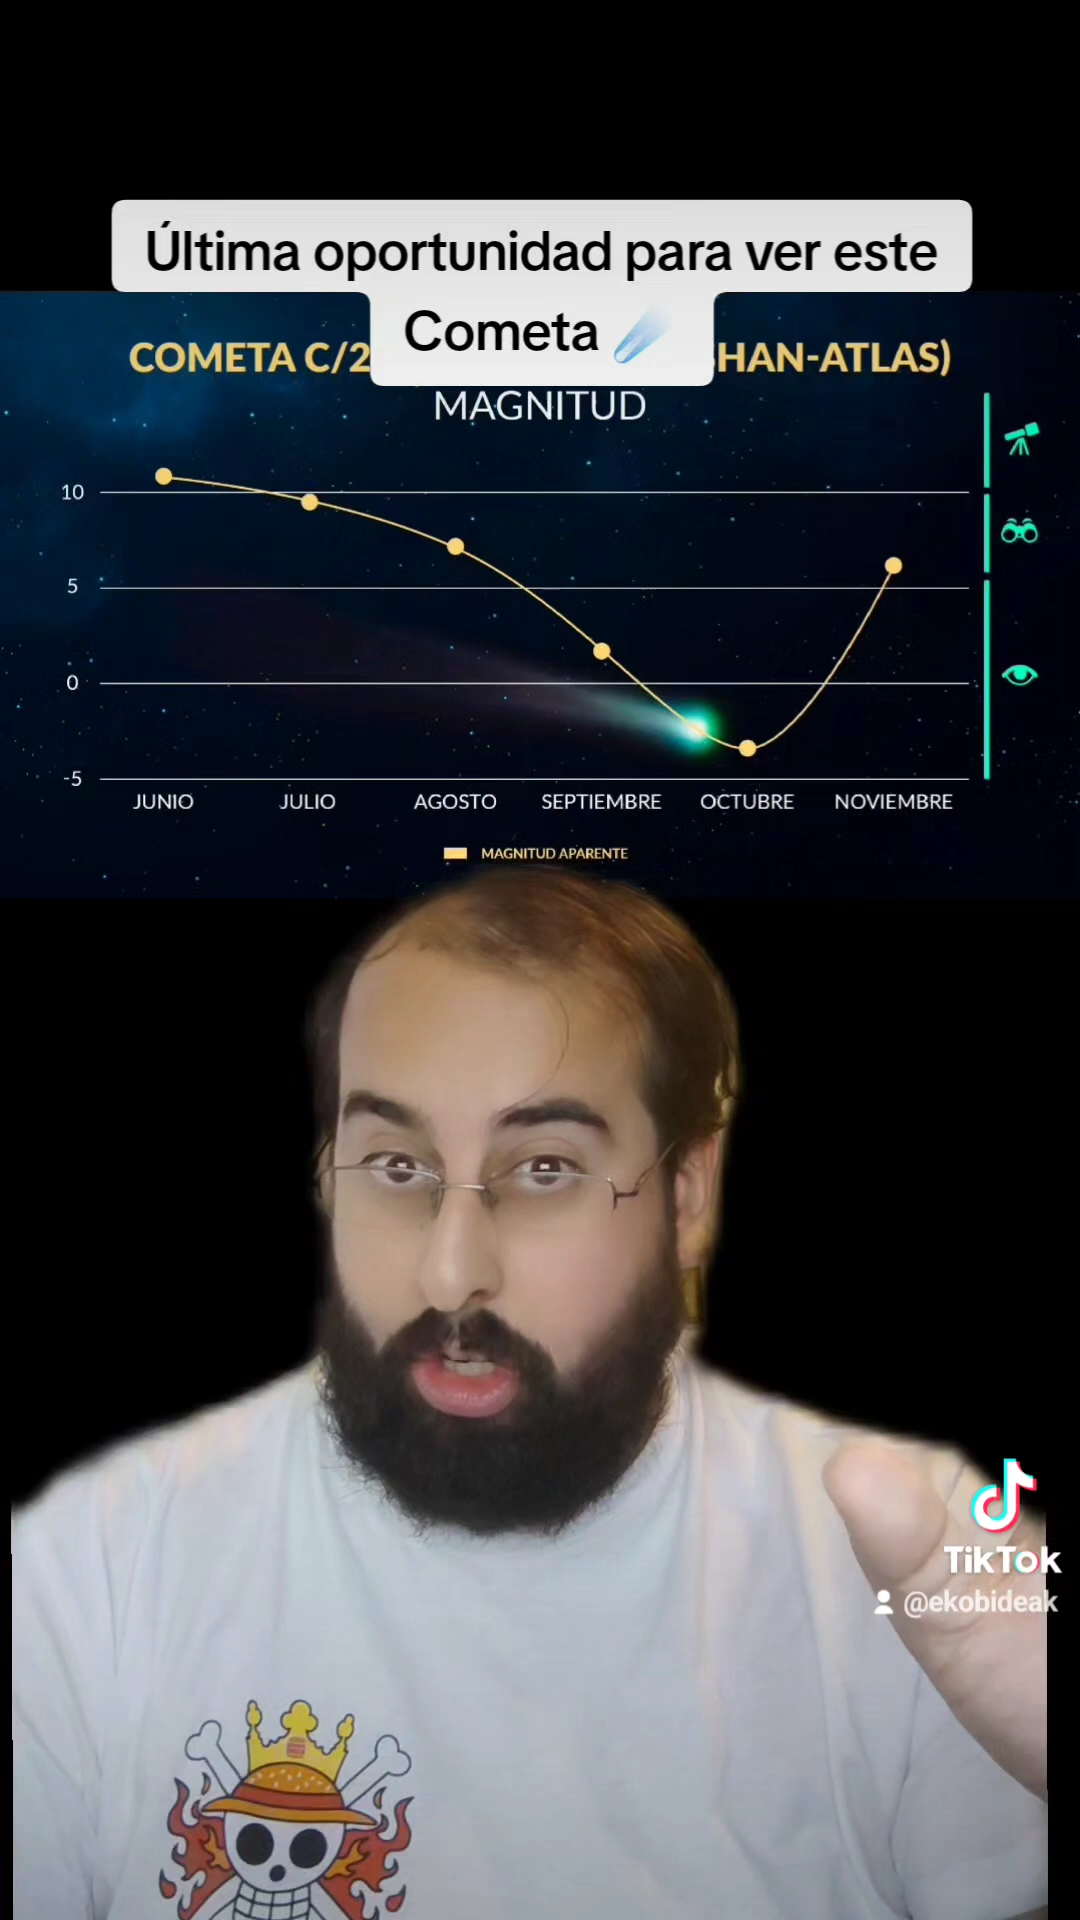 Última oportunidad para ver este
Cometa
COMETA C/2 HAN-ATLAS)
MAGNITUD
10
5
0
-5
JUNIO JULIO AGOSTO SEPTIEMBRE OCTUBRE NOVIEMBRE
MAGNITUD APARENTE
TikTok
@ekobideak